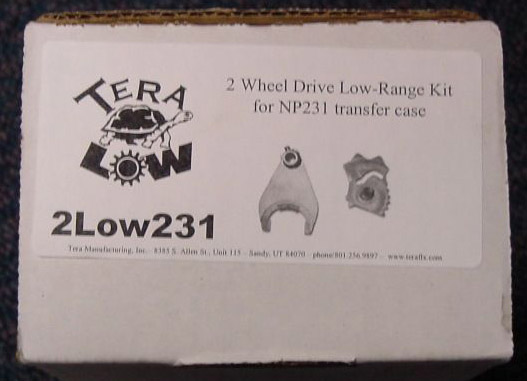 TERA
LOW
2 Wheel Drive Low-Range Kit
for NP231 transfer case
2Low231
Tera Manufacturing, Inc. - 8385 S. Allen St., Unit 115 - Sandy, UT 84070 - phone/801.256.9897 - www.teraflx.com